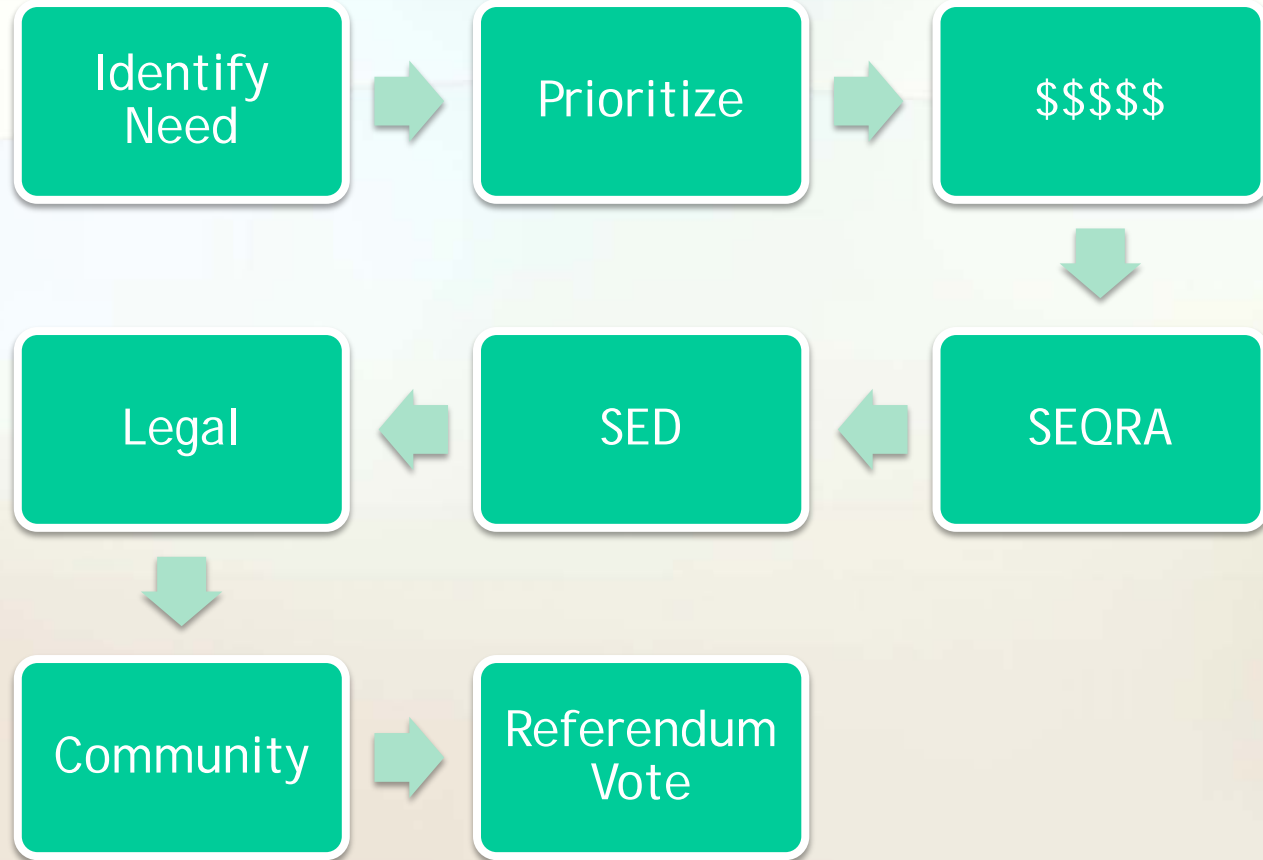 Identify
Need
Prioritize
$$$$$
SEQRA
SED
Legal
Community
Referendum
Vote